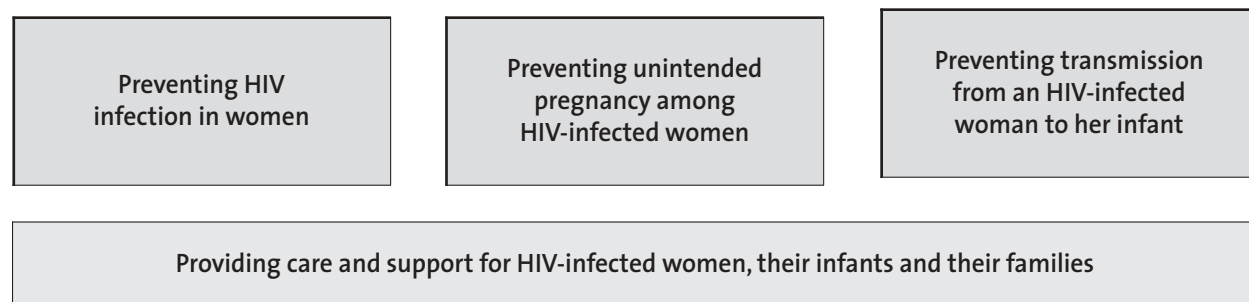 Preventing HIV
infection in women
Preventing unintended
pregnancy among
HIV-infected women
Preventing transmission
from an HIV-infected
woman to her infant
Providing care and support for HIV-infected women, their infants and their families